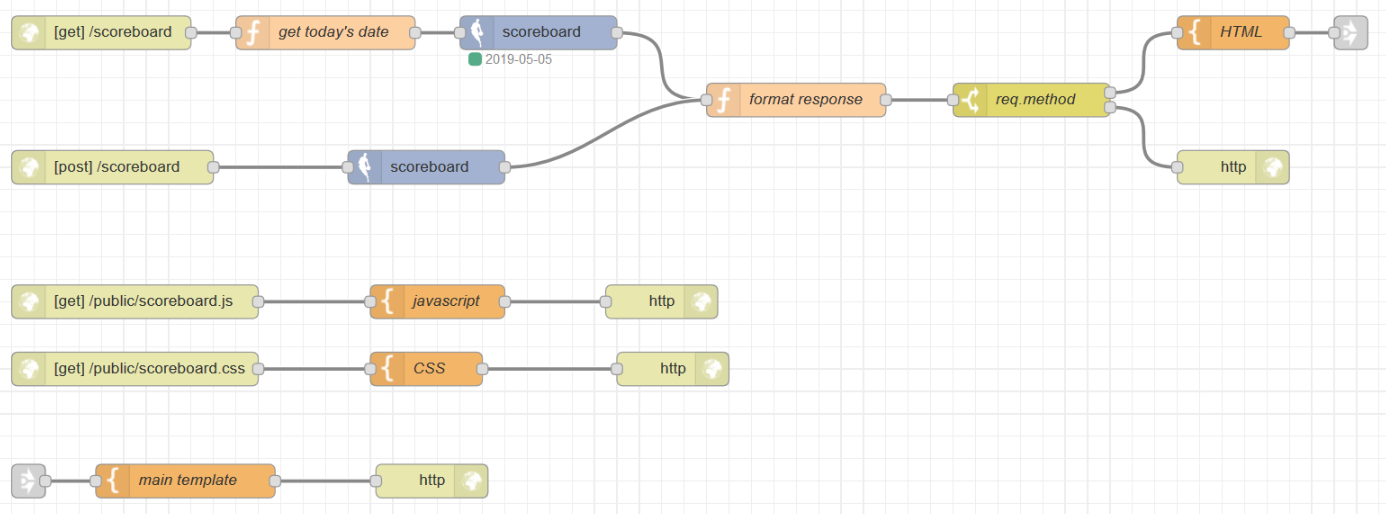 [get] /scoreboard
get today's date
scoreboard
HTML
2019-05-05
format response
req.method
[post] /scoreboard
scoreboard
http
[get] /public/scoreboard.js
javascript
http
[get] /public/scoreboard.css
CSS
http
main template
http